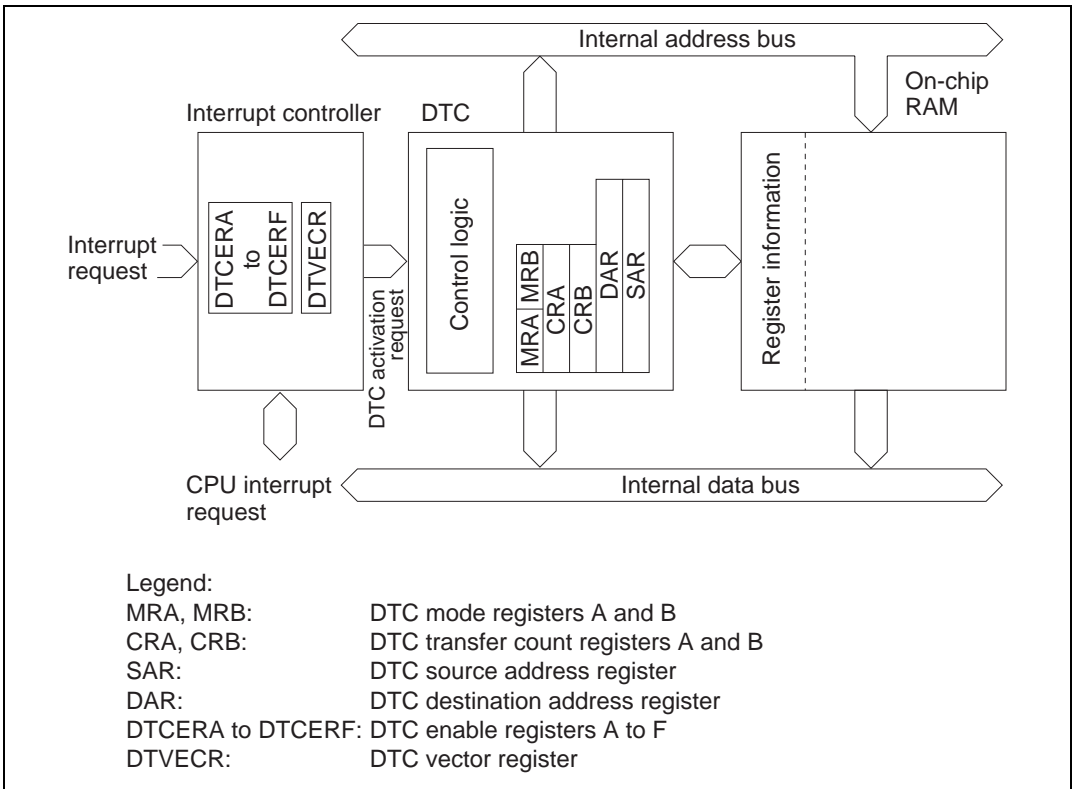 Internal address bus
On-chip
RAM
Interrupt controller
DTC
Interrupt
request
DTCERA
to
DTCERF
DTVECR
DTC activation
request
Control logic
MRA
MRB
CRA
CRB
DAR
SAR
Register information
CPU interrupt
request
Internal data bus
Legend:
MRA, MRB: DTC mode registers A and B
CRA, CRB: DTC transfer count registers A and B
SAR: DTC source address register
DAR: DTC destination address register
DTCERA to DTCERF: DTC enable registers A to F
DTVECR: DTC vector register